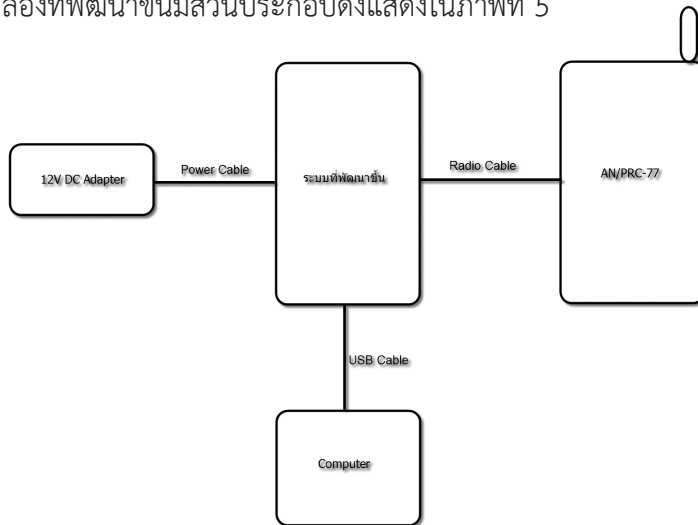 ล่องที่พัฒนาขึ้นมีส่วนประกอบดังแสดงในภาพที่ 5
12V DC Adapter
Power Cable
ระบบที่พัฒนาขึ้น
Radio Cable
AN/PRC-77
USB Cable
Computer